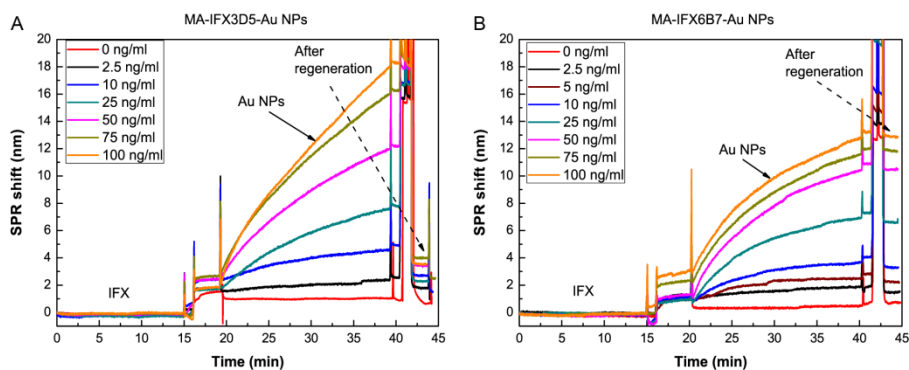 A
MA-IFX3D5-Au NPs
SPR shift (nm)
20
18
16
14
12
10
8
6
4
2
0
0 ng/ml
2.5 ng/ml
10 ng/ml
25 ng/ml
50 ng/ml
75 ng/ml
100 ng/ml
After
regeneration
Au NPs
IFX
0 5 10 15 20 25 30 35 40 45
Time (min)
B
MA-IFX6B7-Au NPs
SPR shift (nm)
20
18
16
14
12
10
8
6
4
2
0
0 ng/ml
2.5 ng/ml
5 ng/ml
10 ng/ml
25 ng/ml
50 ng/ml
75 ng/ml
100 ng/ml
After
regeneration
Au NPs
IFX
0 5 10 15 20 25 30 35 40 45
Time (min)